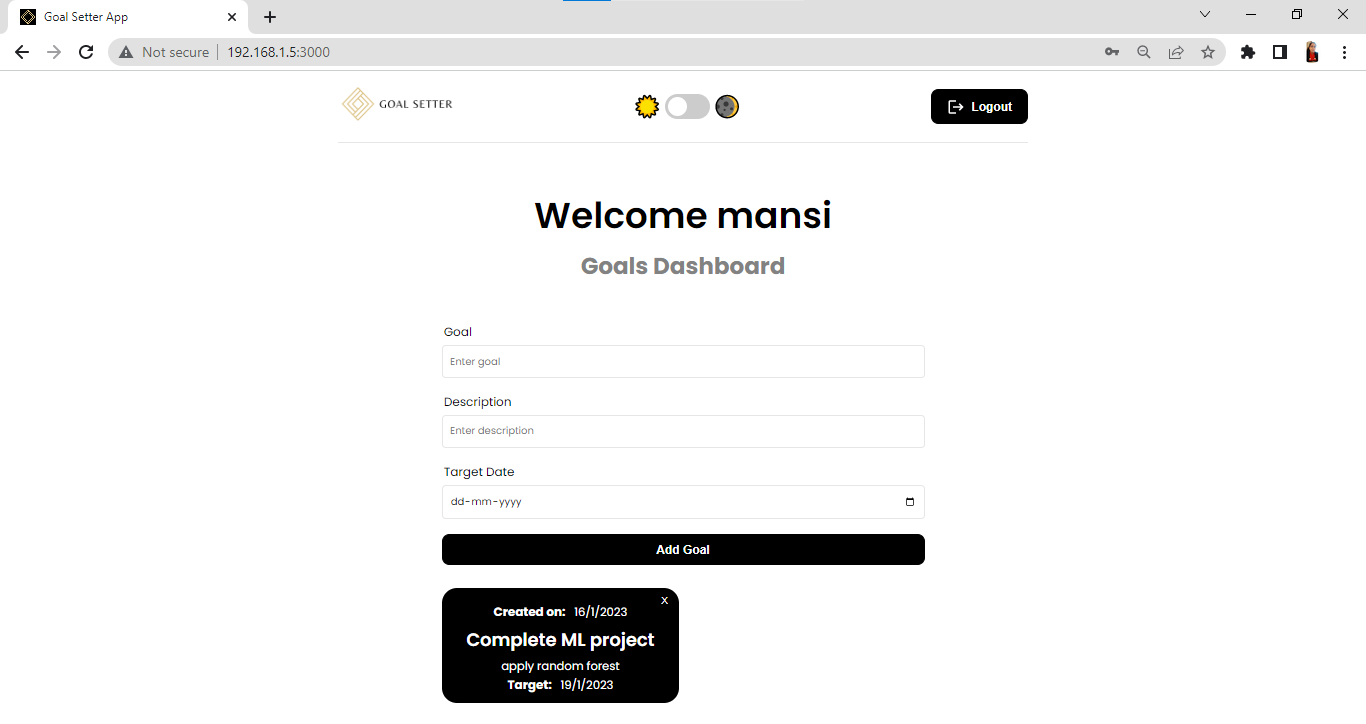 Goal Setter App
Not secure 192.168.1.5:3000
GOAL SETTER
Logout
Welcome mansi
Goals Dashboard
Goal
Enter goal
Description
Enter description
Target Date
dd-mm-yyyy
Add Goal
X
Created on: 16/1/2023
Complete ML project
apply random forest
Target: 19/1/2023